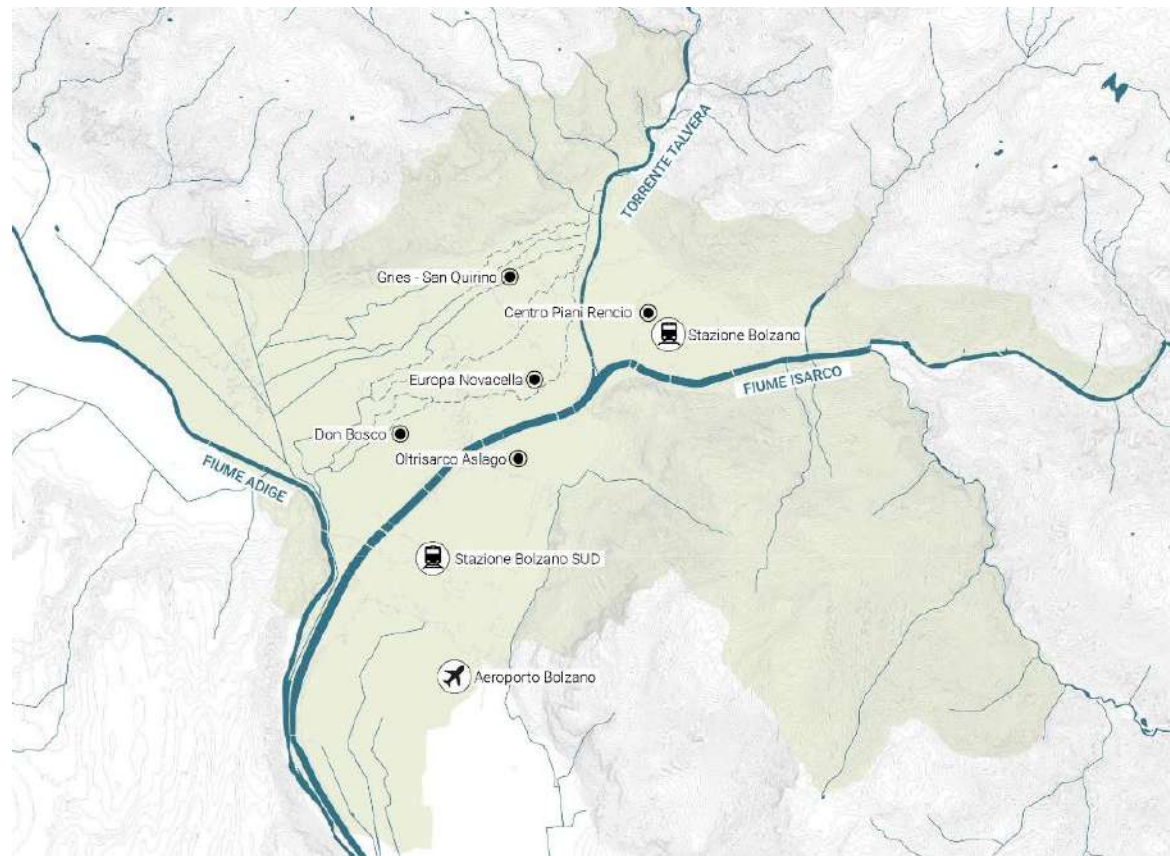 TORRENTE TALVERA
Gries - San Quirino
Centro Piani Rencio
Stazione Bolzano
Europa Novacella
FIUME ISARCO
Don Bosco
Oltrisarco Aslago
FIUME ADIGE
Stazione Bolzano SUD
Aeroporto Bolzano